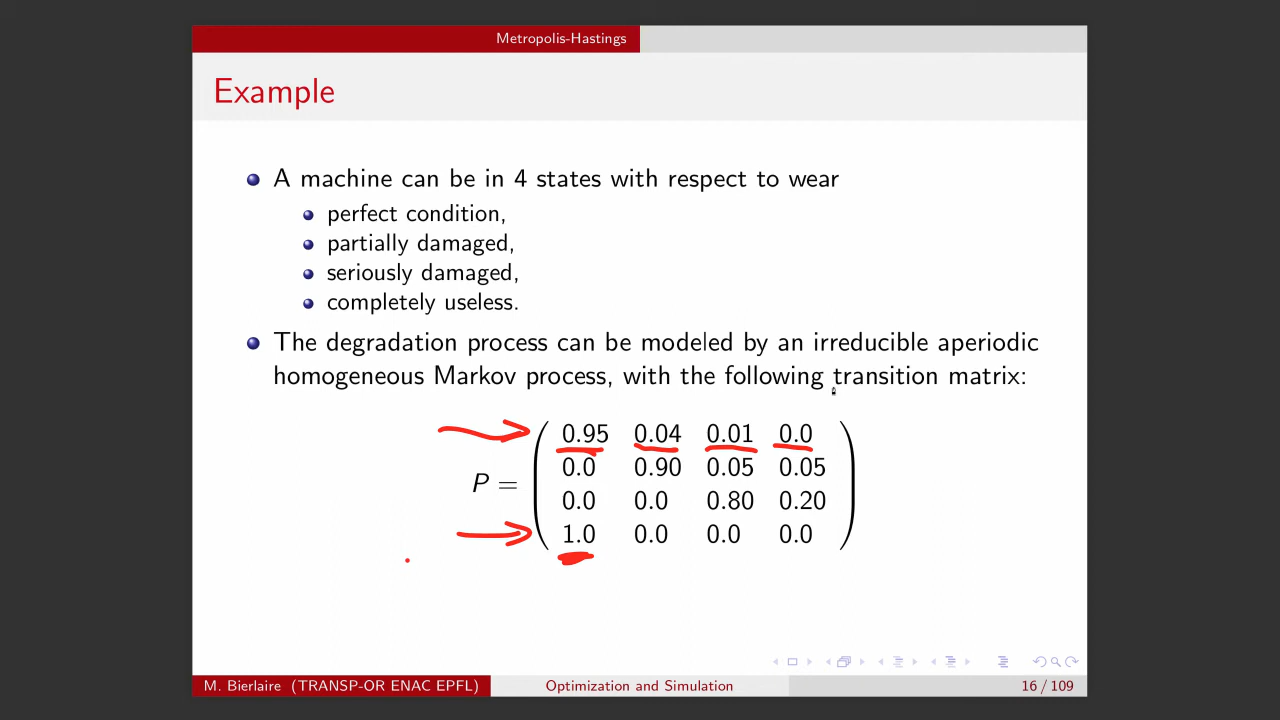 Metropolis-Hastings
Example
A machine can be in 4 states with respect to wear
perfect condition,
partially damaged,
seriously damaged,
completely useless.
The degradation process can be modeled by an irreducible aperiodic
homogeneous Markov process, with the following transition matrix:
0.95 0.04 0.01 0.0
0.0 0.90 0.05 0.05
P =
0.0 0.0 0.80 0.20
1.0 0.0 0.0 0.0
M. Bierlaire (TRANSP-OR ENAC EPFL) Optimization and Simulation 16 / 109